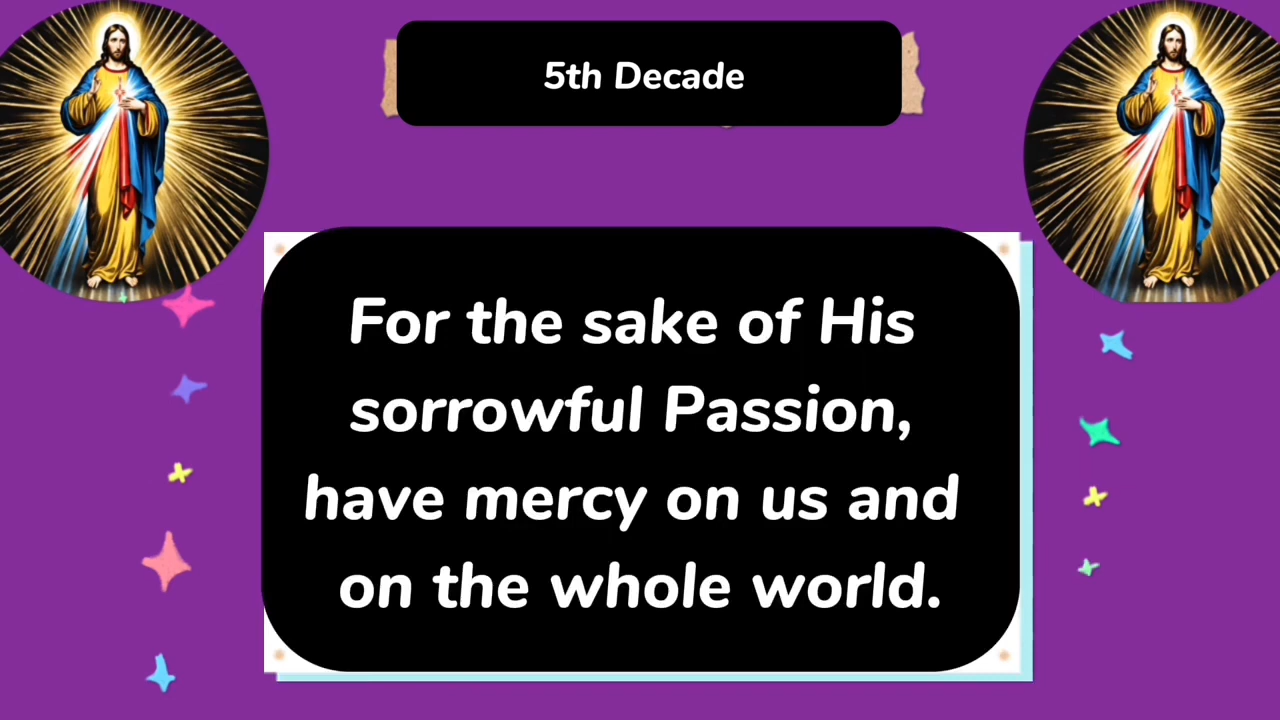 5th Decade
For the sake of His
sorrowful Passion,
have mercy on us and
on the whole world.